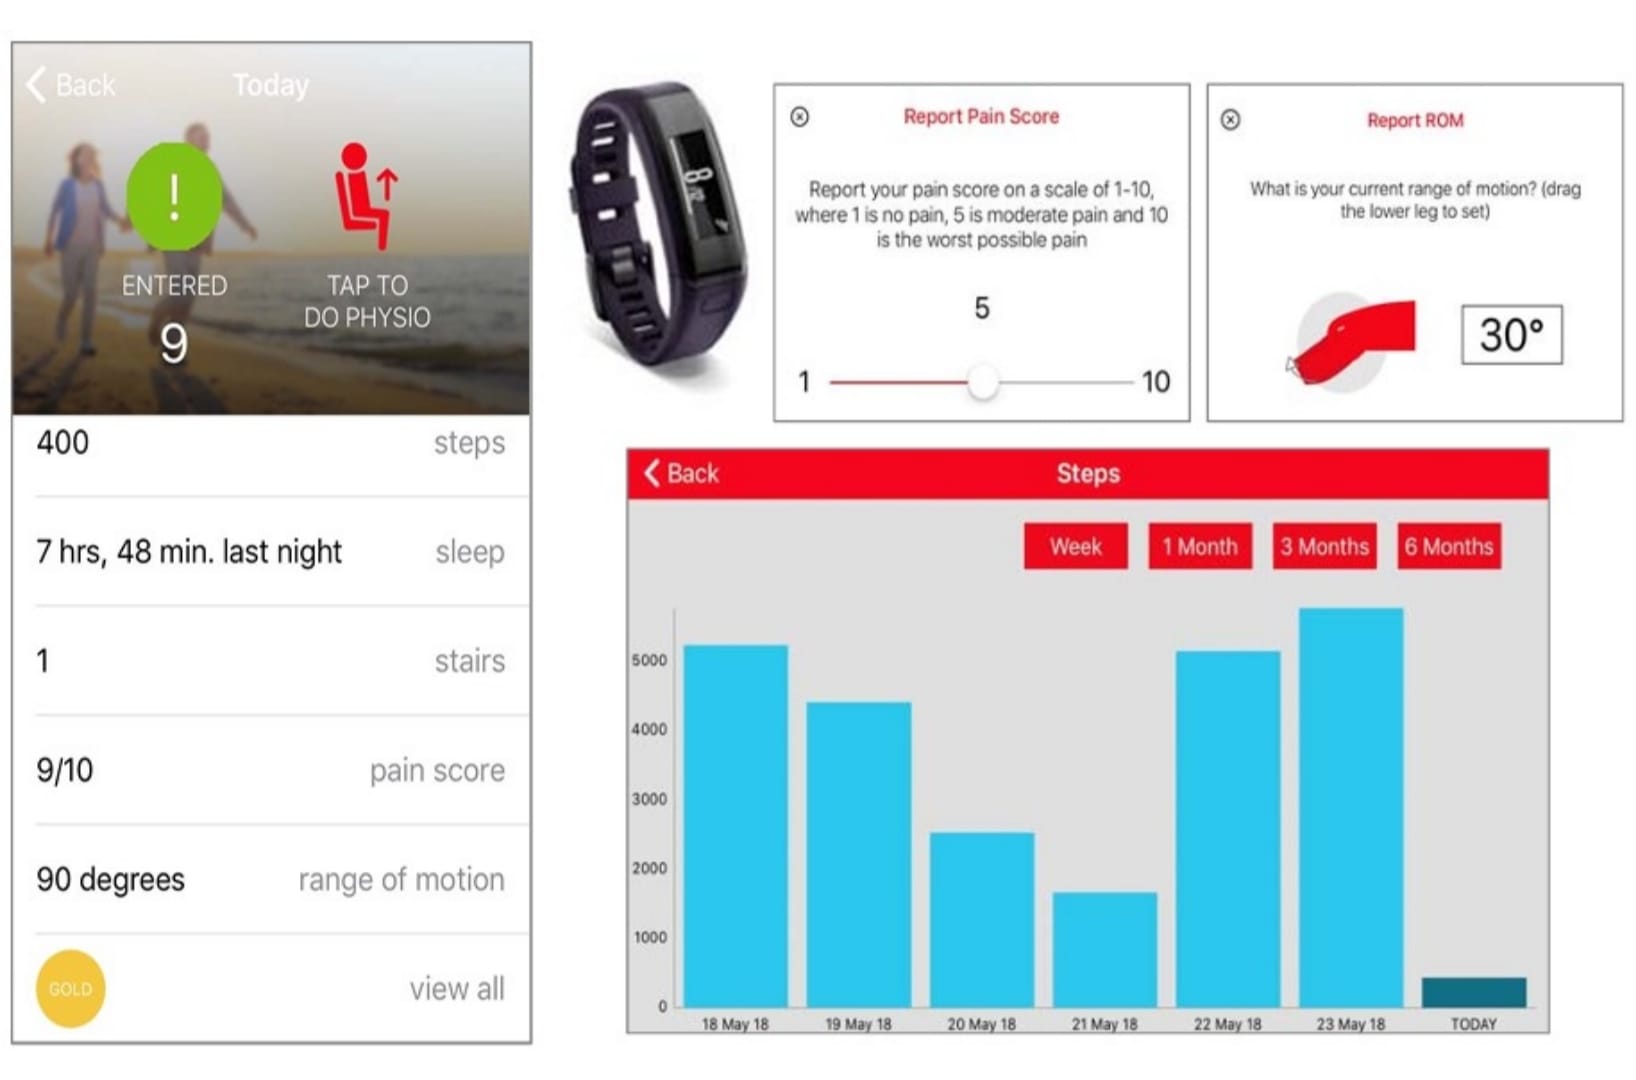 Back
Today
ENTERED
9
TAP TO
DO PHYSIO
400 steps
7 hrs, 48 min. last night sleep
1 stairs
9/10 pain score
90 degrees range of motion
GOLD view all
8
Report Pain Score
Report your pain score on a scale of 1-10,
where 1 is no pain, 5 is moderate pain and 10
is the worst possible pain
5
1 10
Report ROM
What is your current range of motion? (drag
the lower leg to set)
30°
Back
Steps
Week 1 Month 3 Months 6 Months
5000
4000
3000
2000
1000
0
18 May 18 19 May 18 20 May 18 21 May 18 22 May 18 23 May 18 TODAY